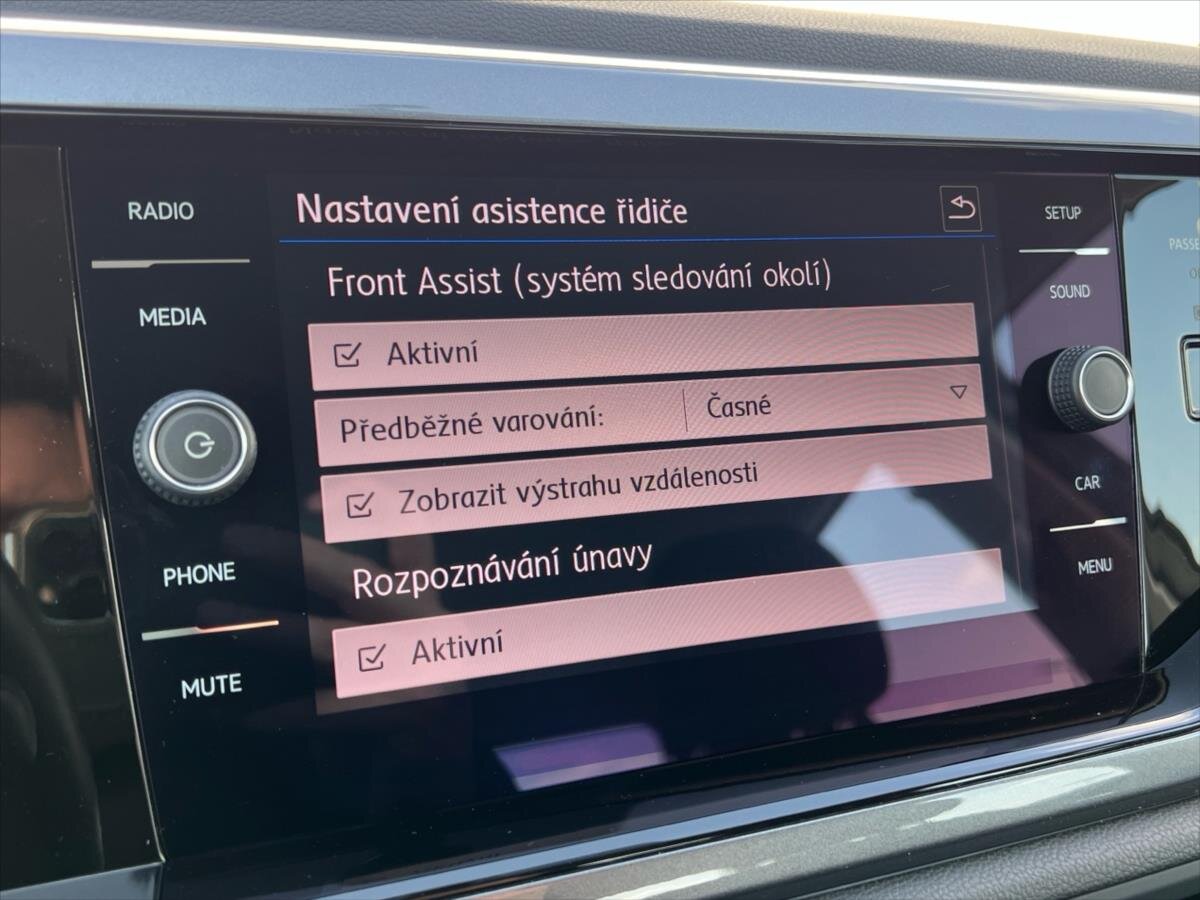 RADIO
MEDIA
PHONE
MUTE
Nastavení asistence řidiče
Front Assist (systém sledování okolí)
Aktivní
Předběžné varování: Časné
Zobrazit výstrahu vzdálenosti
Rozpoznávání únavy
Aktivní
SETUP
SOUND
CAR
MENU